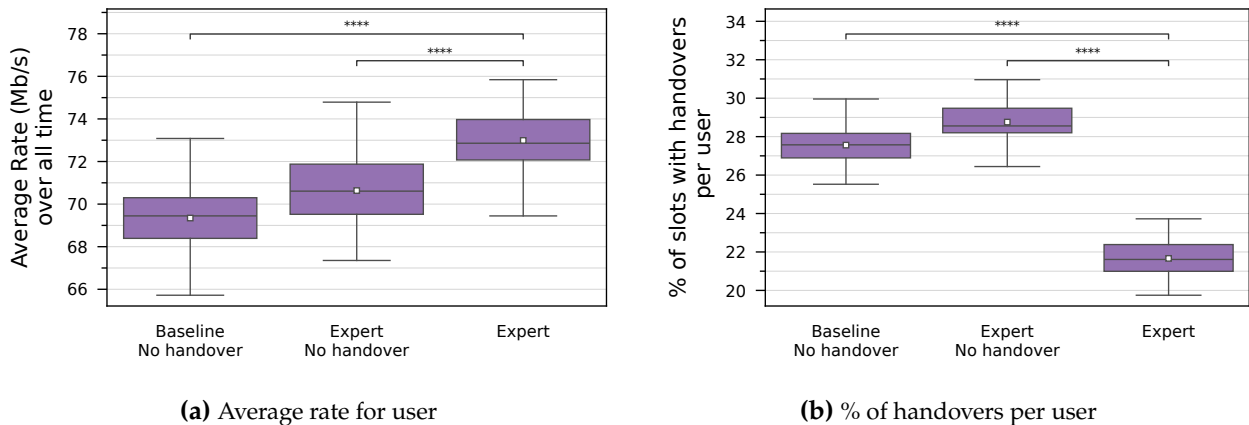 Average Rate (Mb/s)
over all time
78
76
74
72
70
68
66
****
****
Baseline
No handover
Expert
No handover
Expert
(a) Average rate for user
% of slots with handovers
per user
34
32
30
28
26
24
22
20
****
****
Baseline
No handover
Expert
No handover
Expert
(b) % of handovers per user